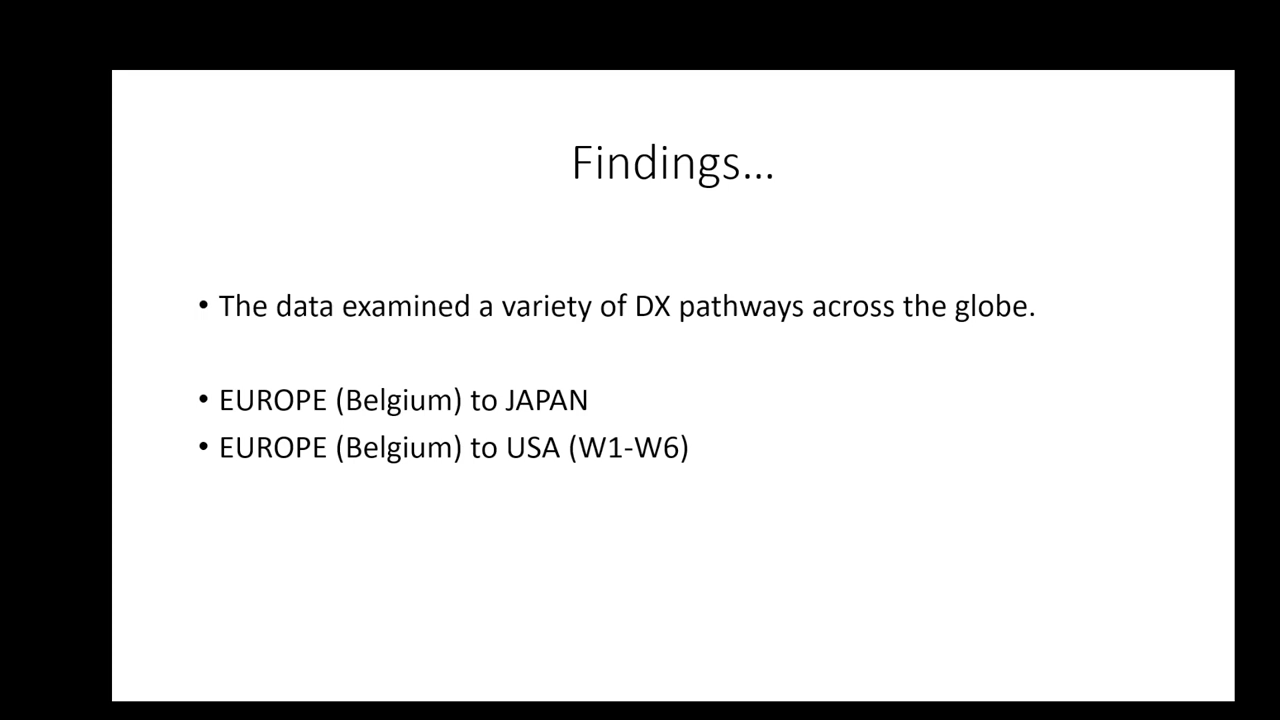 Findings...
• The data examined a variety of DX pathways across the globe.
• EUROPE (Belgium) to JAPAN
• EUROPE (Belgium) to USA (W1-W6)